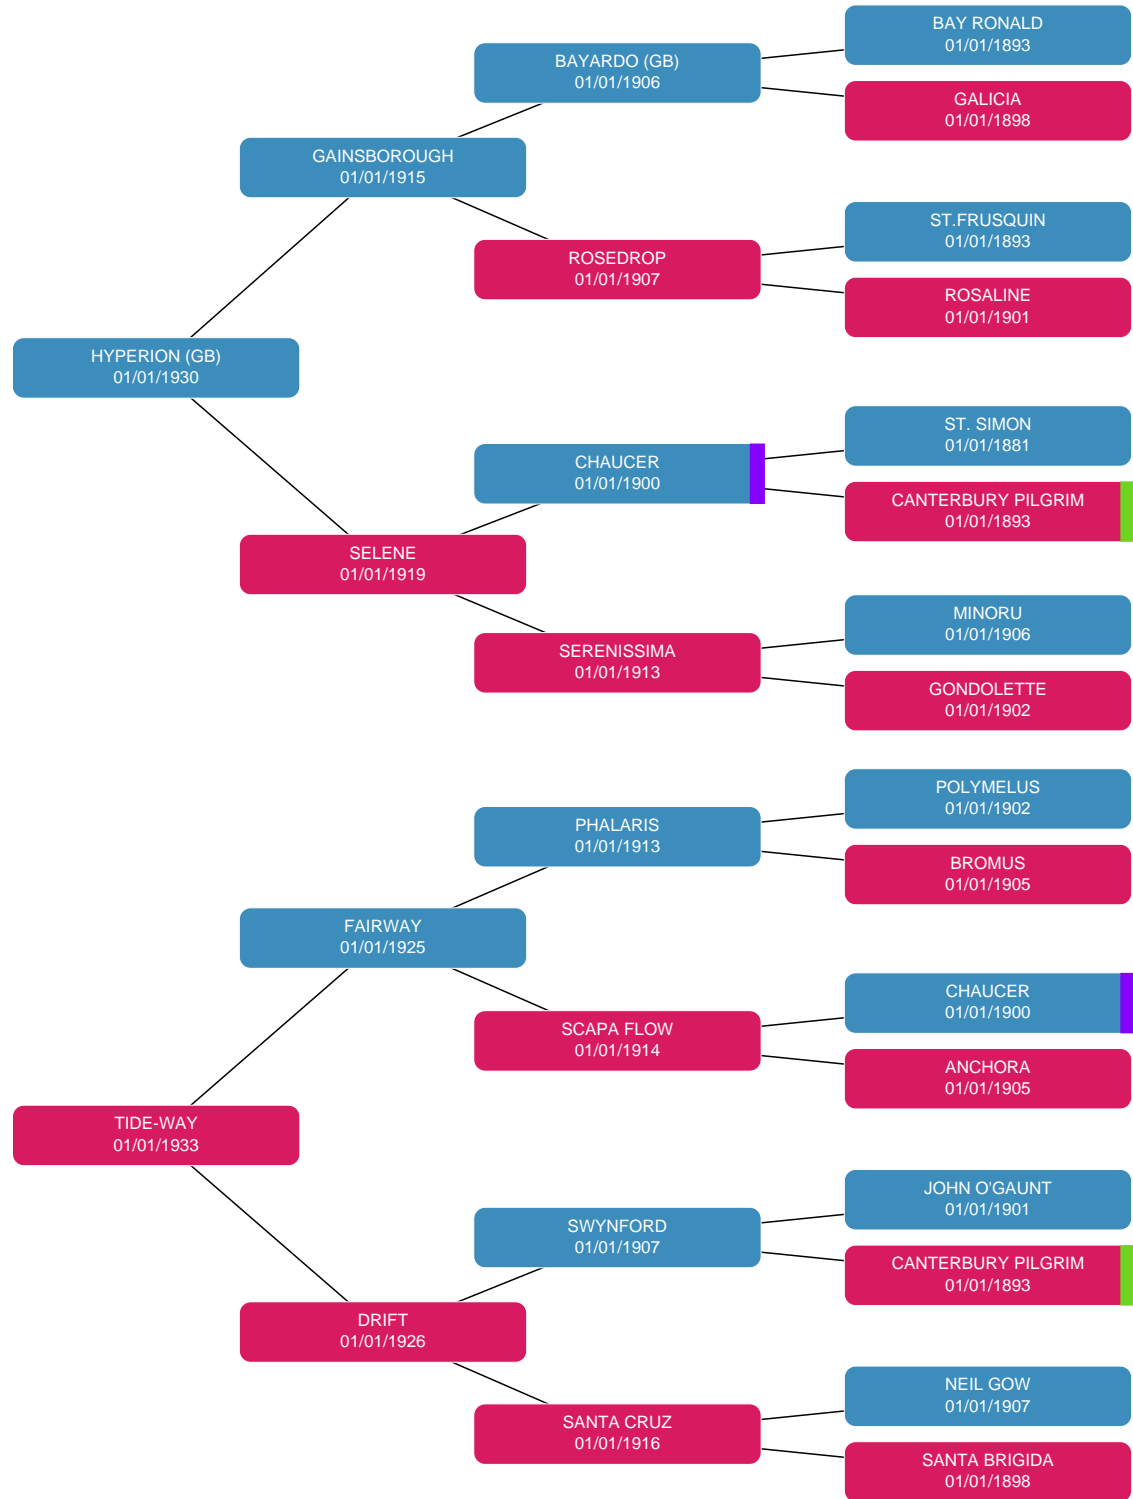 BAY RONALD
01/01/1893
BAYARDO (GB)
01/01/1906
GALICIA
01/01/1898
GAINSBOROUGH
01/01/1915
ST.FRUSQUIN
01/01/1893
ROSEDROP
01/01/1907
ROSALINE
01/01/1901
HYPERION (GB)
01/01/1930
ST. SIMON
01/01/1881
CHAUCER
01/01/1900
CANTERBURY PILGRIM
01/01/1893
SELENE
01/01/1919
MINORU
01/01/1906
SERENISSIMA
01/01/1913
GONDOLETTE
01/01/1902
POLYMELUS
01/01/1902
PHALARIS
01/01/1913
BROMUS
01/01/1905
FAIRWAY
01/01/1925
CHAUCER
01/01/1900
SCAPA FLOW
01/01/1914
ANCHORA
01/01/1905
TIDE-WAY
01/01/1933
JOHN O'GAUNT
01/01/1901
SWYNFORD
01/01/1907
CANTERBURY PILGRIM
01/01/1893
DRIFT
01/01/1926
NEIL GOW
01/01/1907
SANTA CRUZ
01/01/1916
SANTA BRIGIDA
01/01/1898